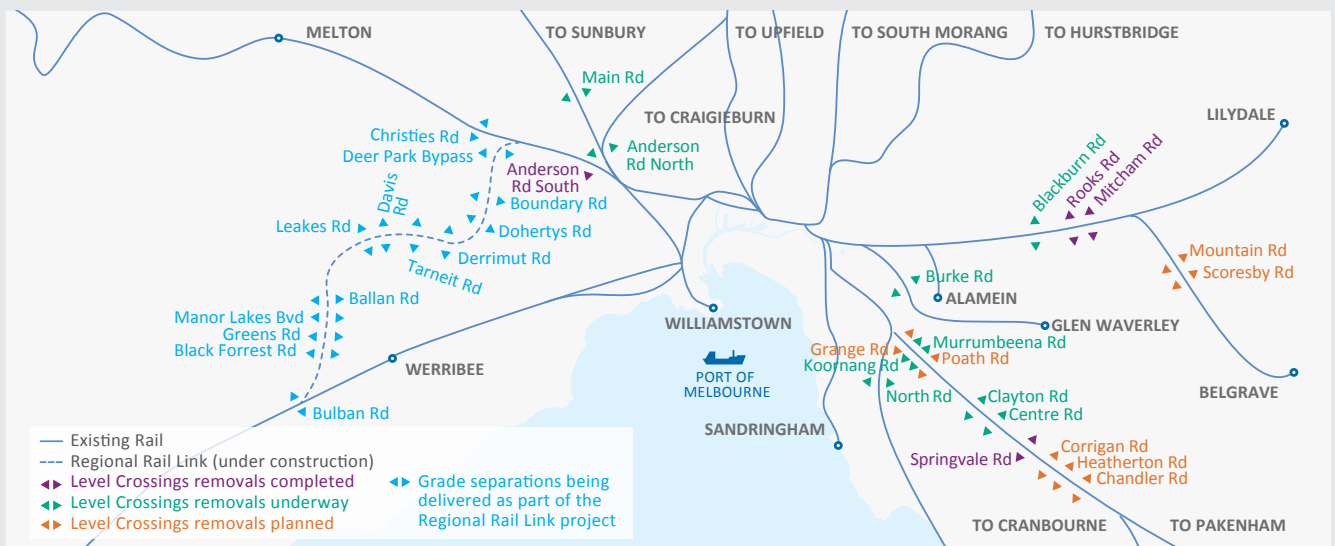 MELTON
TO SUNBURY
TO UPFIELD
TO SOUTH MORANG
TO HURSTBRIDGE
Main Rd
LILYDALE
TO CRAIGIEBURN
Christies Rd
Deer Park Bypass
Anderson
Rd North
Anderson
Rd South
Blackburn Rd
Rooks Rd
Mitcham Rd
Davis
Rd
Boundary Rd
Leakes Rd
Dohertys Rd
Derrimut Rd
Tarneit Rd
Mountain Rd
Scoresby Rd
Burke Rd
ALAMEIN
Ballan Rd
Manor Lakes Bvd
Greens Rd
Black Forrest Rd
WILLIAMSTOWN
GLEN WAVERLEY
Grange Rd
Murrumbeena Rd
Koornang Rd
Poath Rd
WERRIBEE
PORT OF
MELBOURNE
North Rd
Clayton Rd
Centre Rd
BELGRAVE
Bulban Rd
SANDRINGHAM
Springvale Rd
Corrigan Rd
Heatherton Rd
Chandler Rd
TO CRANBOURNE
TO PAKENHAM
Existing Rail
Regional Rail Link (under construction)
Level Crossings removals completed
Level Crossings removals underway
Level Crossings removals planned
Grade separations being
delivered as part of the
Regional Rail Link project